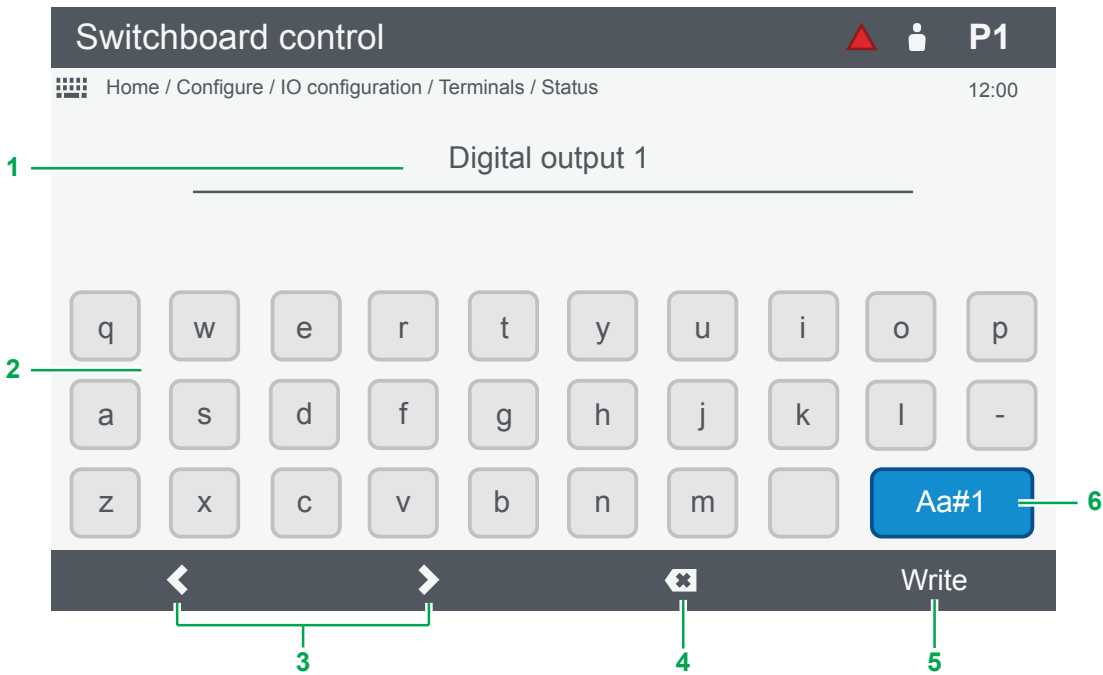 Switchboard control P1
Home / Configure / IO configuration / Terminals / Status 12:00
1 Digital output 1
q w e r t y u i o p
2
a s d f g h j k l -
z x c v b n m Aa#1 6
Write
3 4 5